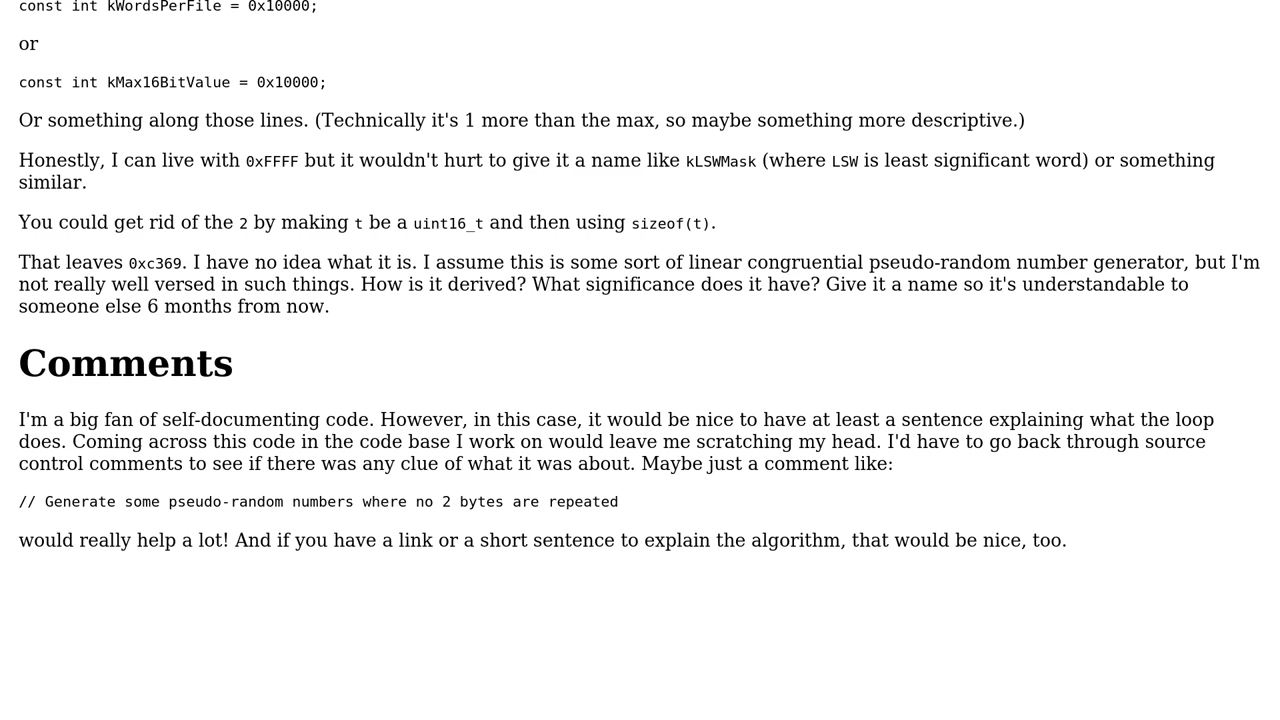 const int kWordsPerFile = 0x10000;
or
const int kMax16BitValue = 0x10000;
Or something along those lines. (Technically it's 1 more than the max, so maybe something more descriptive.)
Honestly, I can live with 0xFFFF but it wouldn't hurt to give it a name like kLSWMask (where LSW is least significant word) or something
similar.
You could get rid of the 2 by making t be a uint16_t and then using sizeof(t).
That leaves 0xc369. I have no idea what it is. I assume this is some sort of linear congruential pseudo-random number generator, but I'm
not really well versed in such things. How is it derived? What significance does it have? Give it a name so it's understandable to
someone else 6 months from now.
Comments
I'm a big fan of self-documenting code. However, in this case, it would be nice to have at least a sentence explaining what the loop
does. Coming across this code in the code base I work on would leave me scratching my head. I'd have to go back through source
control comments to see if there was any clue of what it was about. Maybe just a comment like:
// Generate some pseudo-random numbers where no 2 bytes are repeated
would really help a lot! And if you have a link or a short sentence to explain the algorithm, that would be nice, too.